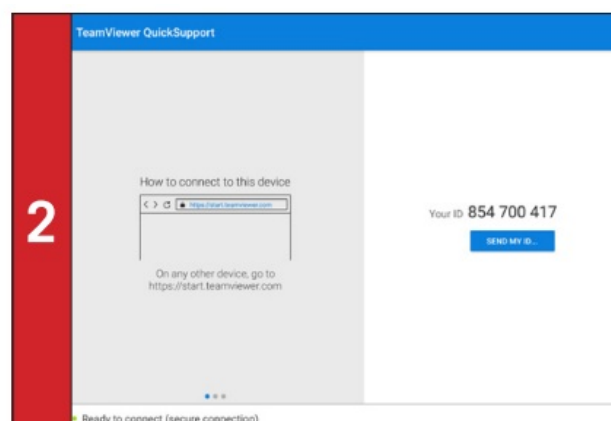 TeamViewer QuickSupport
2
How to connect to this device
https://start.teamviewer.com
On any other device, go to
https://start.teamviewer.com
Your ID 854 700 417
SEND MY ID...
Ready to connect (secure connection)